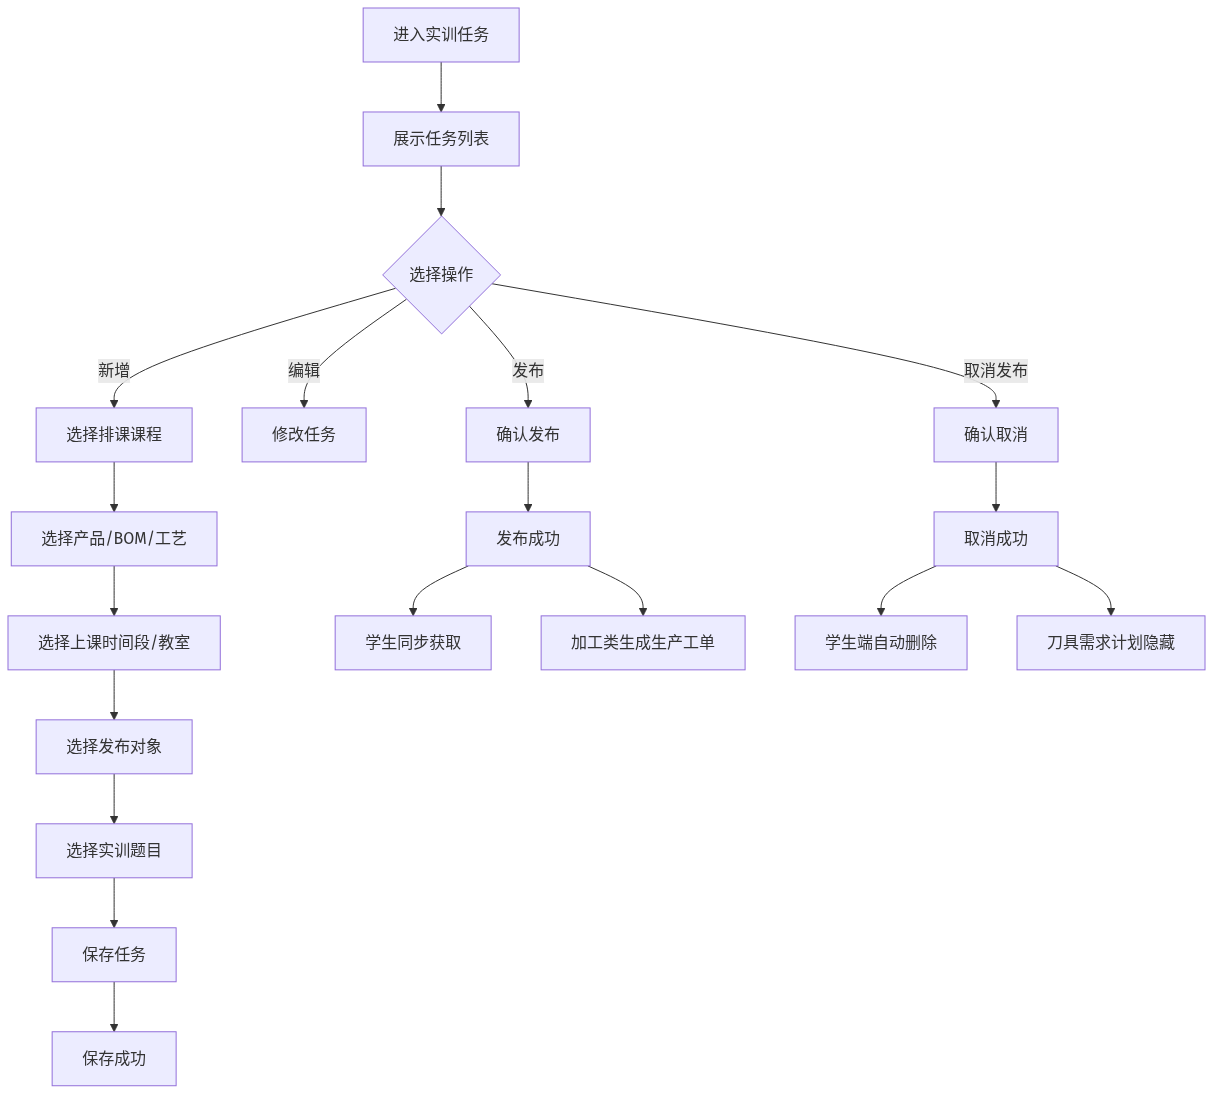 进入实训任务
展示任务列表
选择操作
新增
编辑
发布
取消发布
选择排课课程
修改任务
确认发布
确认取消
选择产品/BOM/工艺
发布成功
取消成功
选择上课时间段/教室
学生同步获取
加工类生成生产工单
学生端自动删除
刀具需求计划隐藏
选择发布对象
选择实训题目
保存任务
保存成功